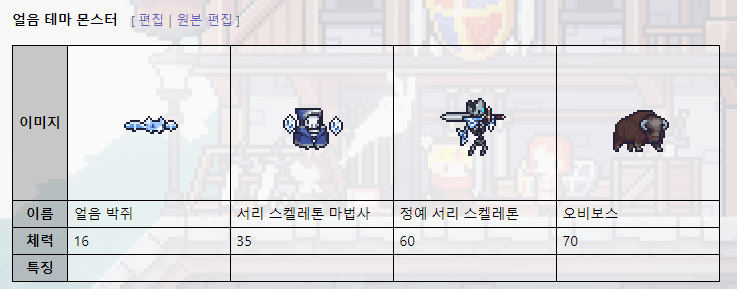 얼음 테마 몬스터 [ 편집 | 원본 편집 ]
이미지
이름 얼음 박쥐 서리 스켈레톤 마법사 정예 서리 스켈레톤 오비보스
체력 16 35 60 70
특징